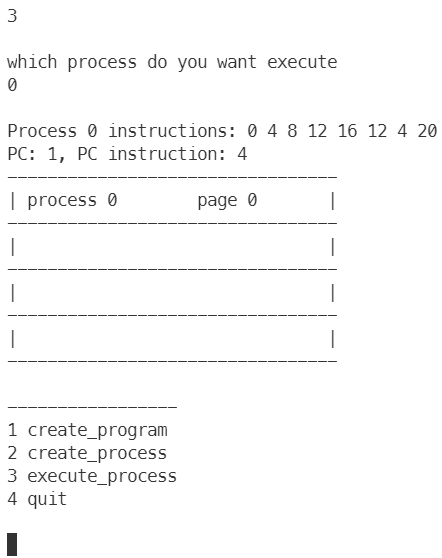 3
which process do you want execute
0
Process 0 instructions: 0 4 8 12 16 12 4 20
PC: 1, PC instruction: 4
---------------------------------
| process 0        page 0       |
---------------------------------
|                               |
---------------------------------
|                               |
---------------------------------
|                               |
---------------------------------
-----------------
1 create_program
2 create_process
3 execute_process
4 quit